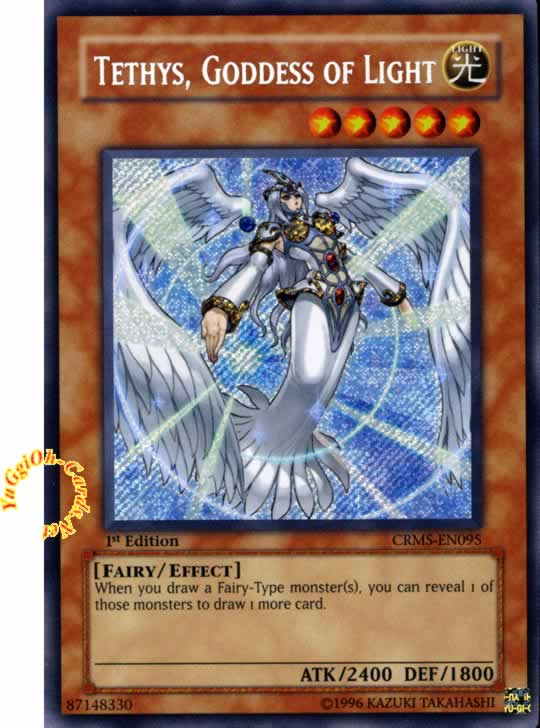 TETHYS, GODDESS OF LIGHT
LIGHT
光
1st Edition
CRMS-EN095
[FAIRY/EFFECT]
When you draw a Fairy-Type monster(s), you can reveal 1 of
those monsters to draw 1 more card.
ATK/2400 DEF/1800
87148330
©1996 KAZUKI TAKAHASHI
YuGgiOh-Cards.Net